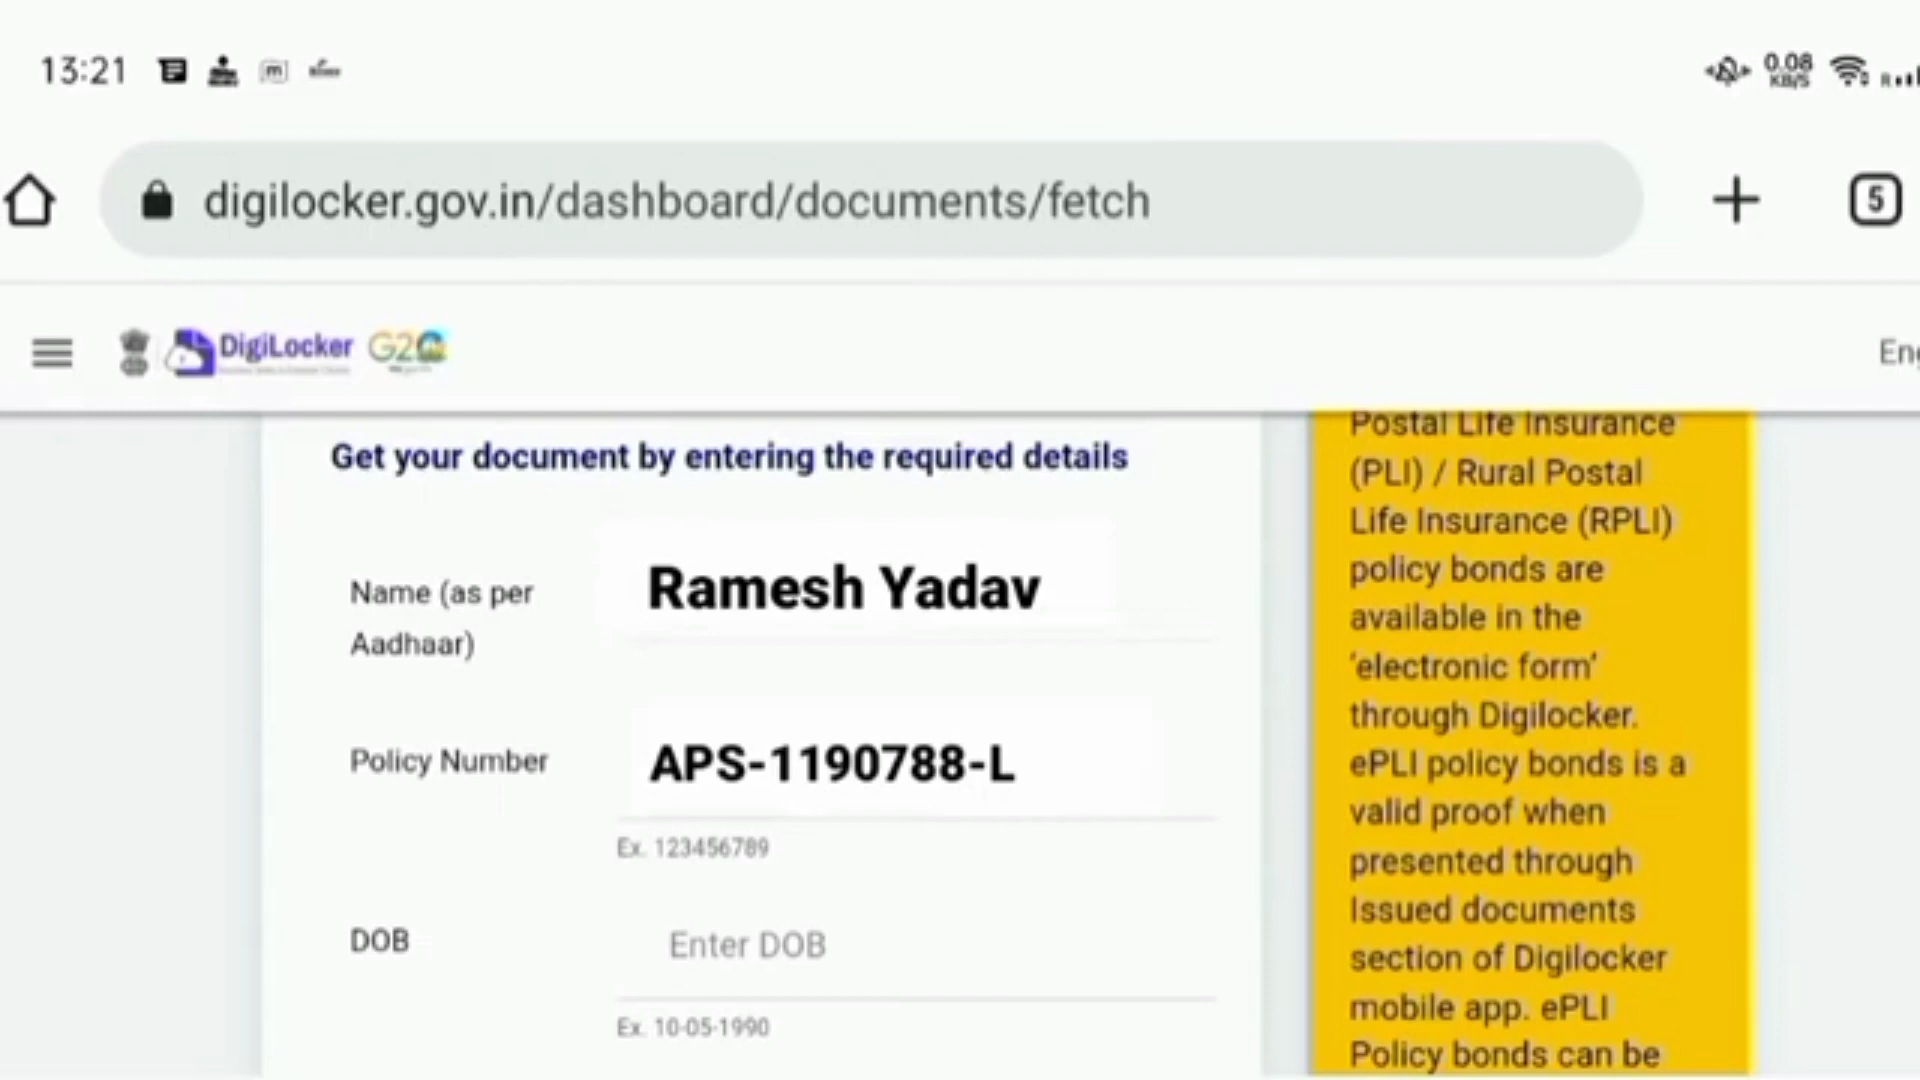 13:21
0.08
KB/S
digilocker.gov.in/dashboard/documents/fetch
5
DigiLocker G20
Eng
Get your document by entering the required details
Name (as per
Aadhaar)
Ramesh Yadav
Policy Number
APS-1190788-L
Ex. 123456789
DOB
Enter DOB
Ex. 10-05-1990
Postal Life Insurance
(PLI) / Rural Postal
Life Insurance (RPLI)
policy bonds are
available in the
‘electronic form’
through Digilocker.
ePLI policy bonds is a
valid proof when
presented through
Issued documents
section of Digilocker
mobile app. ePLI
Policy bonds can be